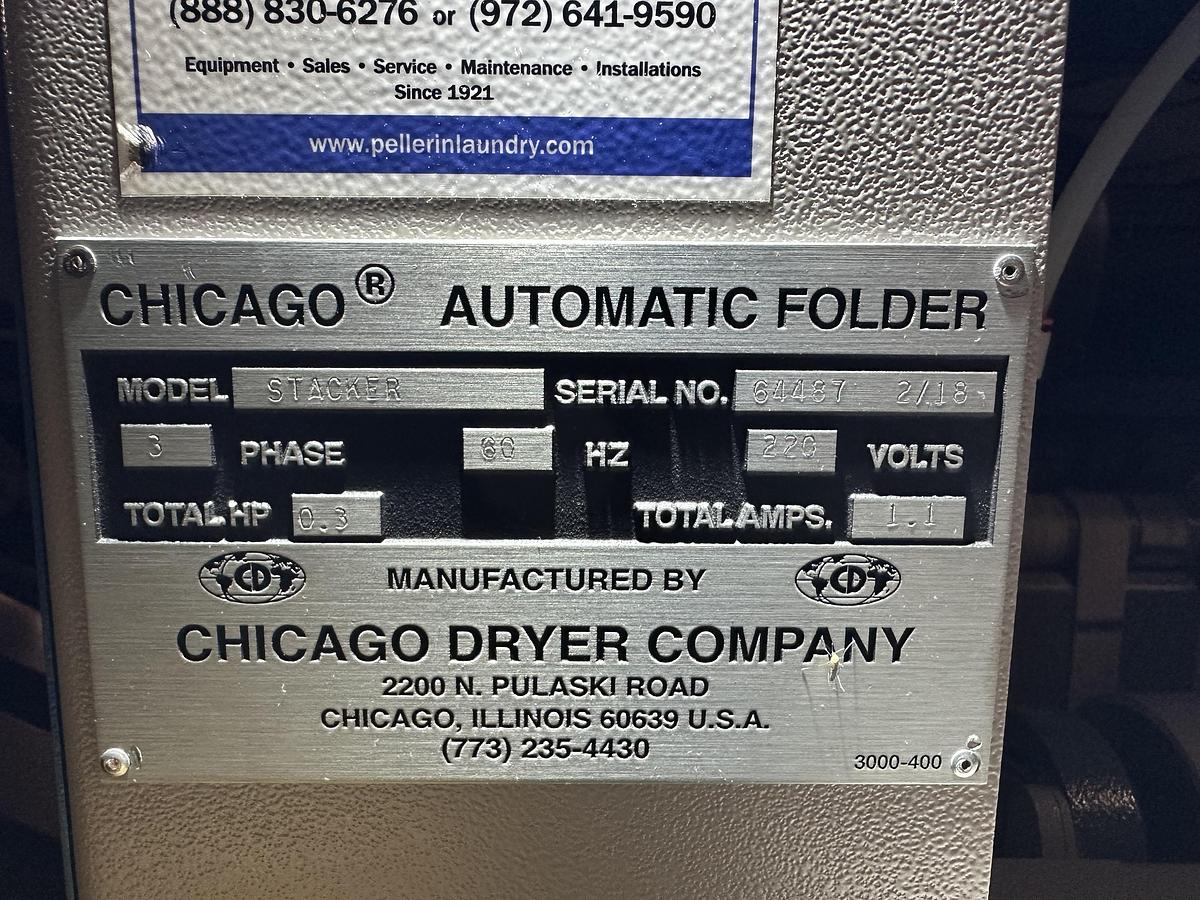 (888) 830-6276 or (972) 641-9590
Equipment • Sales • Service • Maintenance • Installations
Since 1921
www.pellerinlaundry.com
CHICAGO® AUTOMATIC FOLDER
MODEL STACKER SERIAL NO. 64487 2/18
3 PHASE 60 HZ 220 VOLTS
TOTAL HP 0.3 TOTAL AMPS. 1.1
CD MANUFACTURED BY CD
CHICAGO DRYER COMPANY
2200 N. PULASKI ROAD
CHICAGO, ILLINOIS 60639 U.S.A.
(773) 235-4430
3000-400